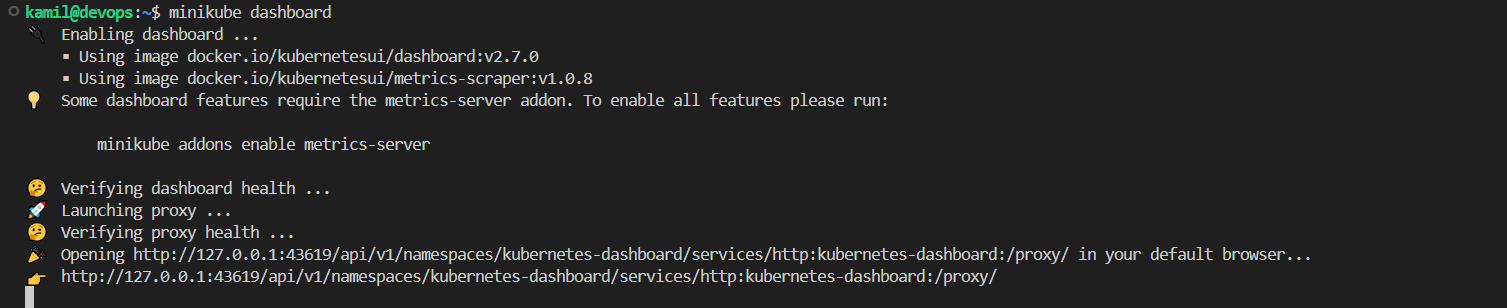 kamil@devops:~$ minikube dashboard
🔌 Enabling dashboard ...
▪ Using image docker.io/kubernetesui/dashboard:v2.7.0
▪ Using image docker.io/kubernetesui/metrics-scraper:v1.0.8
💡 Some dashboard features require the metrics-server addon. To enable all features please run:
minikube addons enable metrics-server
🤔 Verifying dashboard health ...
🚀 Launching proxy ...
🤔 Verifying proxy health ...
🎉 Opening http://127.0.0.1:43619/api/v1/namespaces/kubernetes-dashboard/services/http:kubernetes-dashboard:/proxy/ in your default browser...
👉 http://127.0.0.1:43619/api/v1/namespaces/kubernetes-dashboard/services/http:kubernetes-dashboard:/proxy/